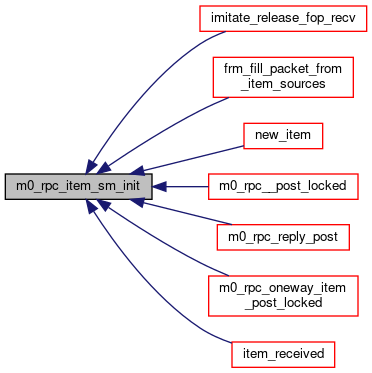 imitate_release_fop_recv
frm_fill_packet_from
_item_sources
new_item
m0_rpc_item_sm_init
m0_rpc__post_locked
m0_rpc_reply_post
m0_rpc_oneway_item
_post_locked
item_received